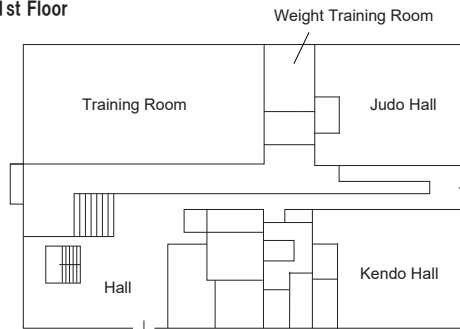 1st Floor
Weight Training Room
Training Room
Judo Hall
Hall
Kendo Hall